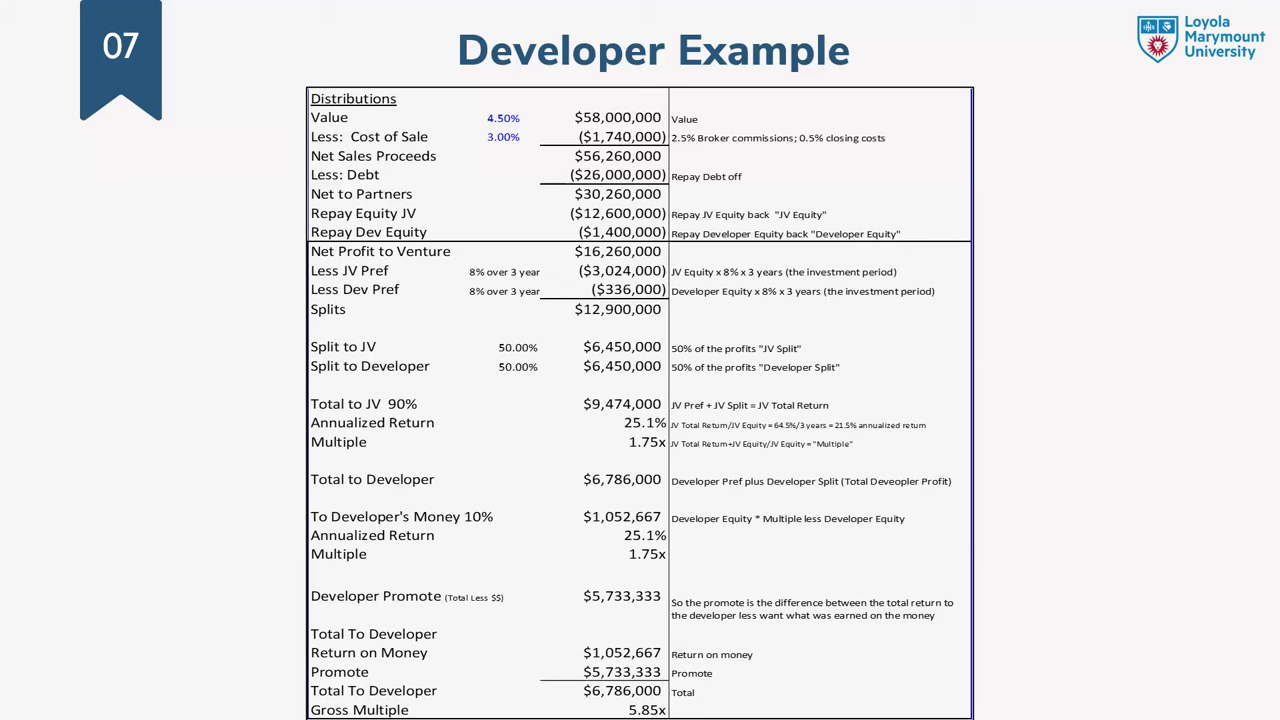 07
Developer Example
Loyola
Marymount
University
Distributions
Value 4.50% $58,000,000 Value
Less: Cost of Sale 3.00% ($1,740,000) 2.5% Broker commissions; 0.5% closing costs
Net Sales Proceeds $56,260,000
Less: Debt ($26,000,000) Repay Debt off
Net to Partners $30,260,000
Repay Equity JV ($12,600,000) Repay JV Equity back "JV Equity"
Repay Dev Equity ($1,400,000) Repay Developer Equity back "Developer Equity"
Net Profit to Venture $16,260,000
Less JV Pref 8% over 3 year ($3,024,000) JV Equity x 8% x 3 years (the investment period)
Less Dev Pref 8% over 3 year ($336,000) Developer Equity x 8% x 3 years (the investment period)
Splits $12,900,000
Split to JV 50.00% $6,450,000 50% of the profits "JV Split"
Split to Developer 50.00% $6,450,000 50% of the profits "Developer Split"
Total to JV 90% $9,474,000 JV Pref + JV Split = JV Total Return
Annualized Return 25.1% JV Total Return/JV Equity = 64.5%/3 years = 21.5% annualized return
Multiple 1.75x JV Total Return+JV Equity/JV Equity = "Multiple"
Total to Developer $6,786,000 Developer Pref plus Developer Split (Total Deveopler Profit)
To Developer's Money 10% $1,052,667 Developer Equity * Multiple less Developer Equity
Annualized Return 25.1%
Multiple 1.75x
Developer Promote (Total Less $$) $5,733,333 So the promote is the difference between the total return to
the developer less want what was earned on the money
Total To Developer
Return on Money $1,052,667 Return on money
Promote $5,733,333 Promote
Total To Developer $6,786,000 Total
Gross Multiple 5.85x